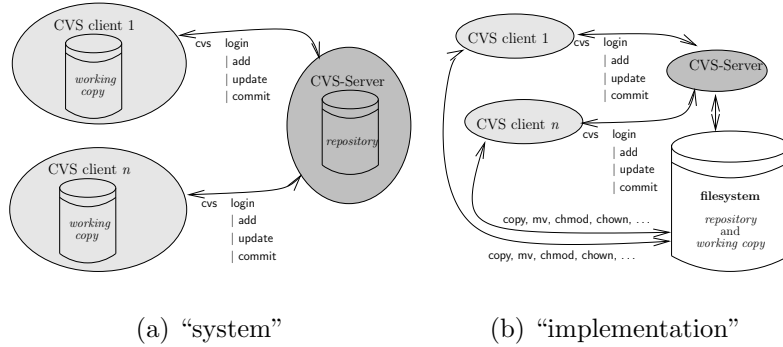 CVS client 1
working
copy
cvs login
| add
| update
| commit
CVS-Server
repository
CVS client n
working
copy
cvs login
| add
| update
| commit
(a) “system”
CVS client 1
cvs login
| add
| update
| commit
CVS-Server
CVS client n
cvs login
| add
| update
| commit
filesystem
repository
and
working copy
copy, mv, chmod, chown, . . .
copy, mv, chmod, chown, . . .
(b) “implementation”